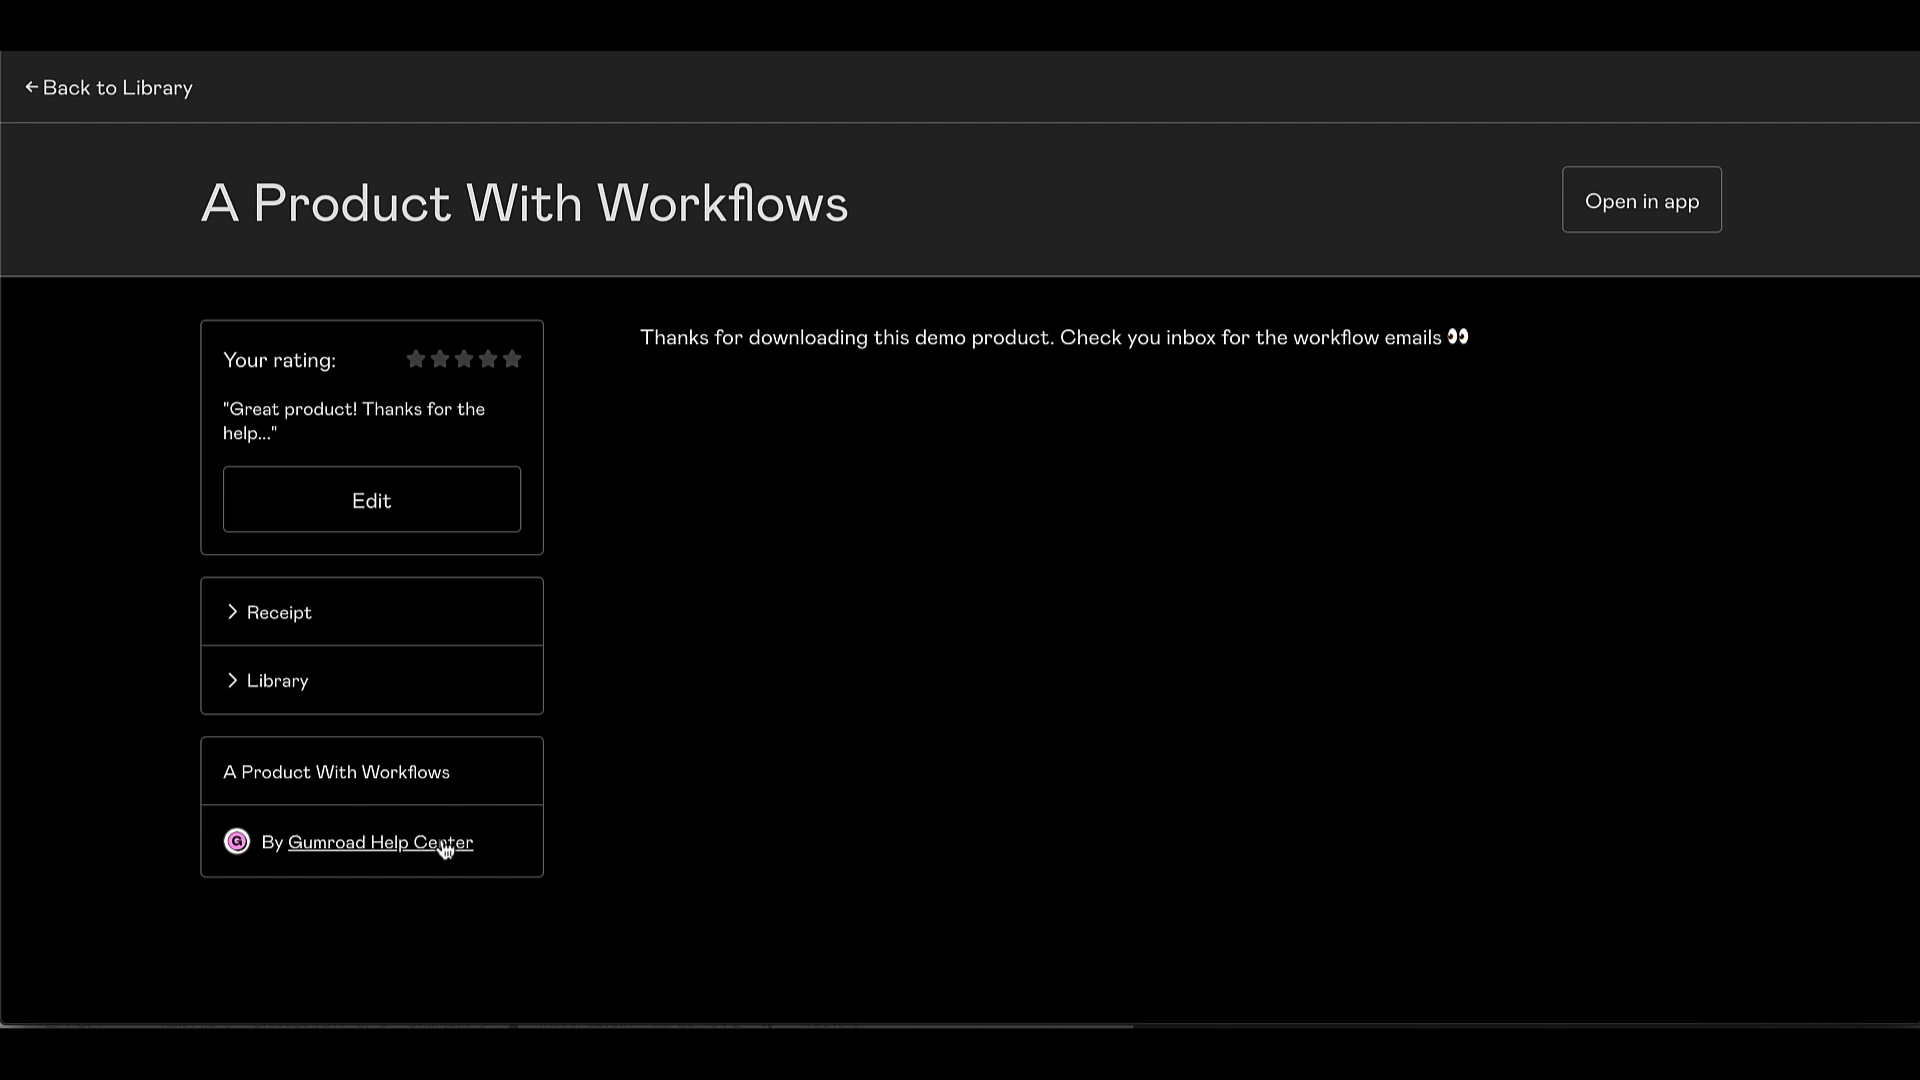 ← Back to Library
A Product With Workflows
Open in app
Your rating:
"Great product! Thanks for the
help..."
Edit
Receipt
Library
A Product With Workflows
G By Gumroad Help Center
Thanks for downloading this demo product. Check you inbox for the workflow emails 👀